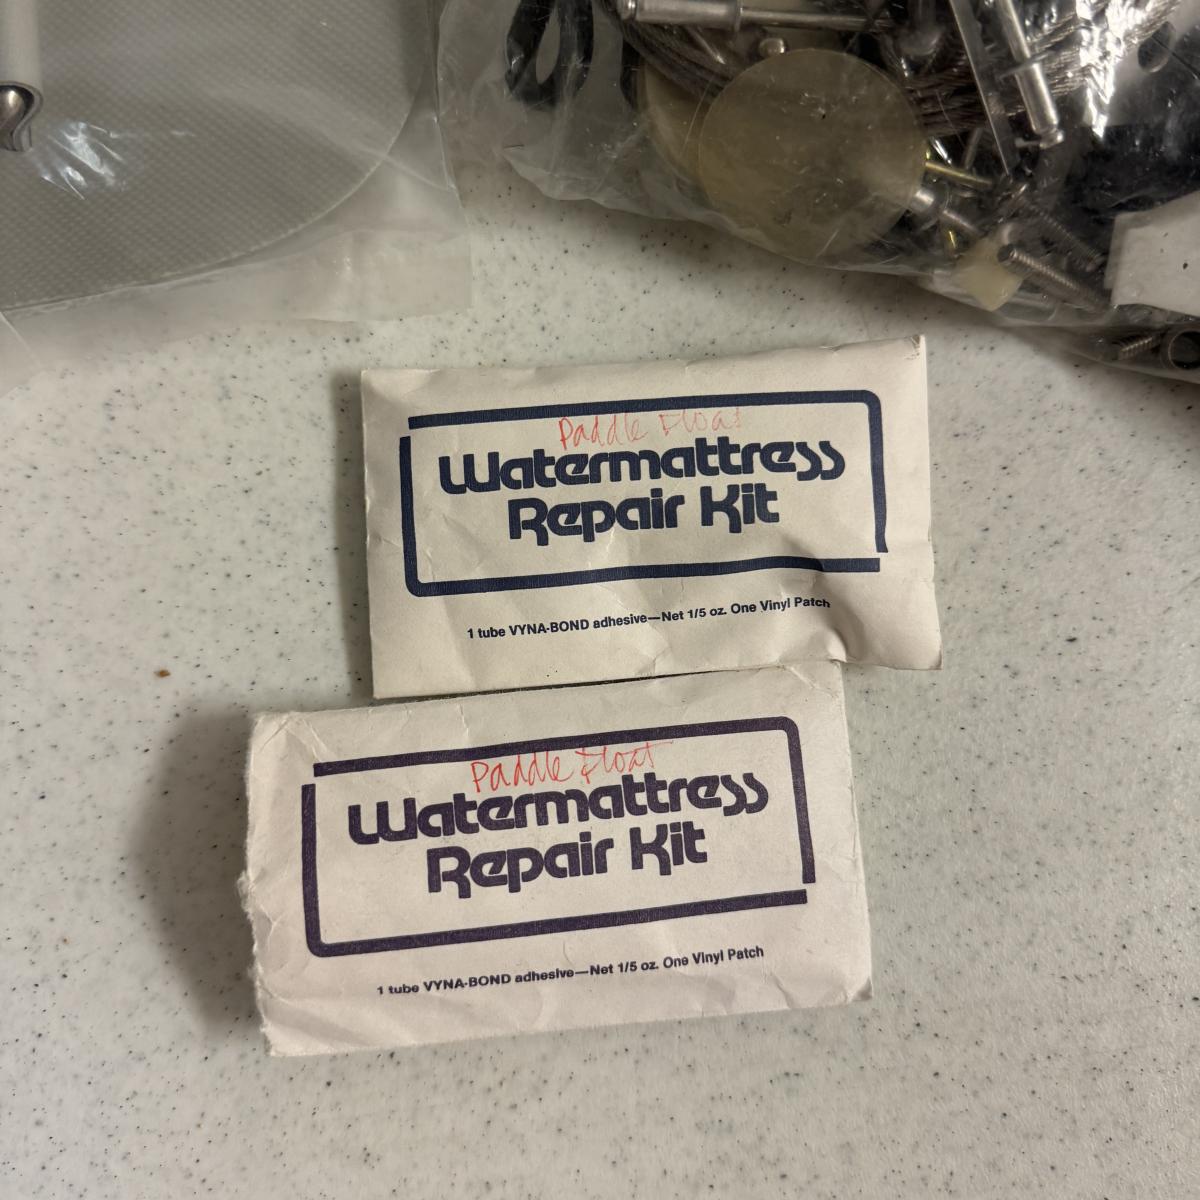 Paddle Float
Watermattress
Repair Kit
1 tube VYNA-BOND adhesive—Net 1/5 oz. One Vinyl Patch
Paddle Float
Watermattress
Repair Kit
1 tube VYNA-BOND adhesive—Net 1/5 oz. One Vinyl Patch